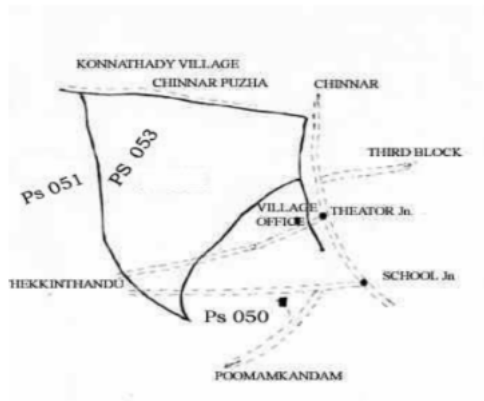 KONNATHADY VILLAGE
CHINNAR PUZHA
CHINNAR
THIRD BLOCK
PS 053
Ps 051
VILLAGE
OFFICE
THEATOR Jn.
HEKKINTHANDU
SCHOOL Jn
Ps 050
POOMAMKANDAM